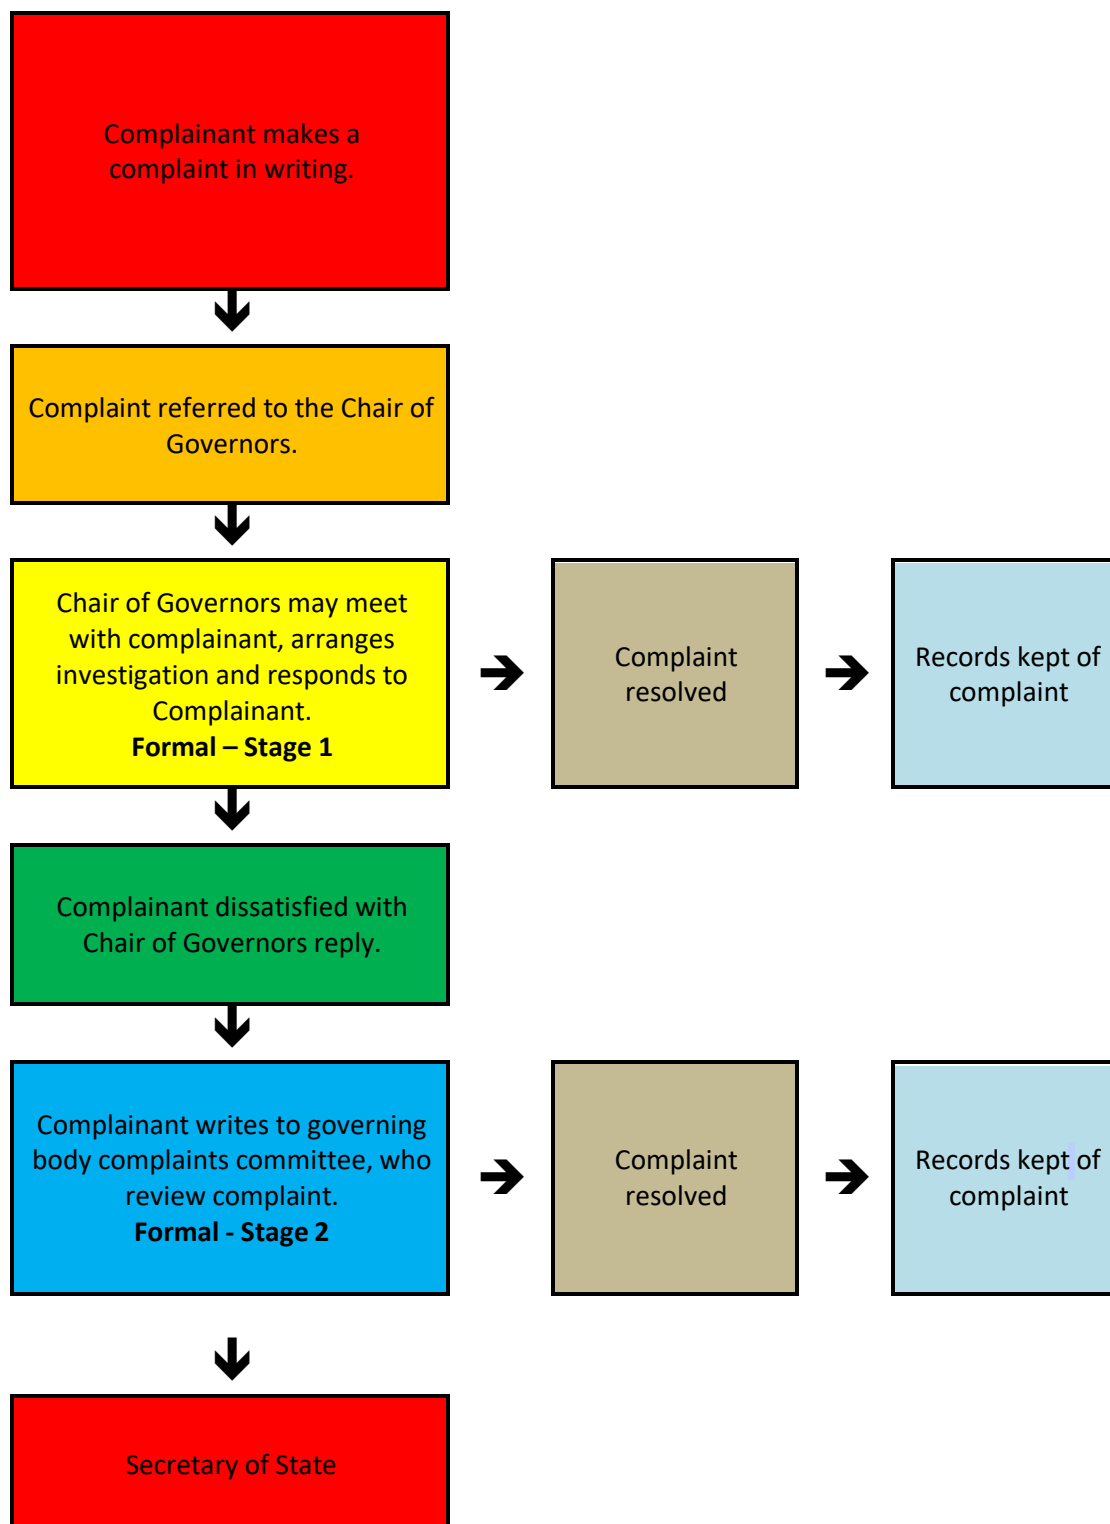 Complainant makes a
complaint in writing.
Complaint referred to the Chair of
Governors.
Chair of Governors may meet
with complainant, arranges
investigation and responds to
Complainant.
Formal – Stage 1
Complaint
resolved
Records kept of
complaint
Complainant dissatisfied with
Chair of Governors reply.
Complainant writes to governing
body complaints committee, who
review complaint.
Formal - Stage 2
Complaint
resolved
Records kept of
complaint
Secretary of State